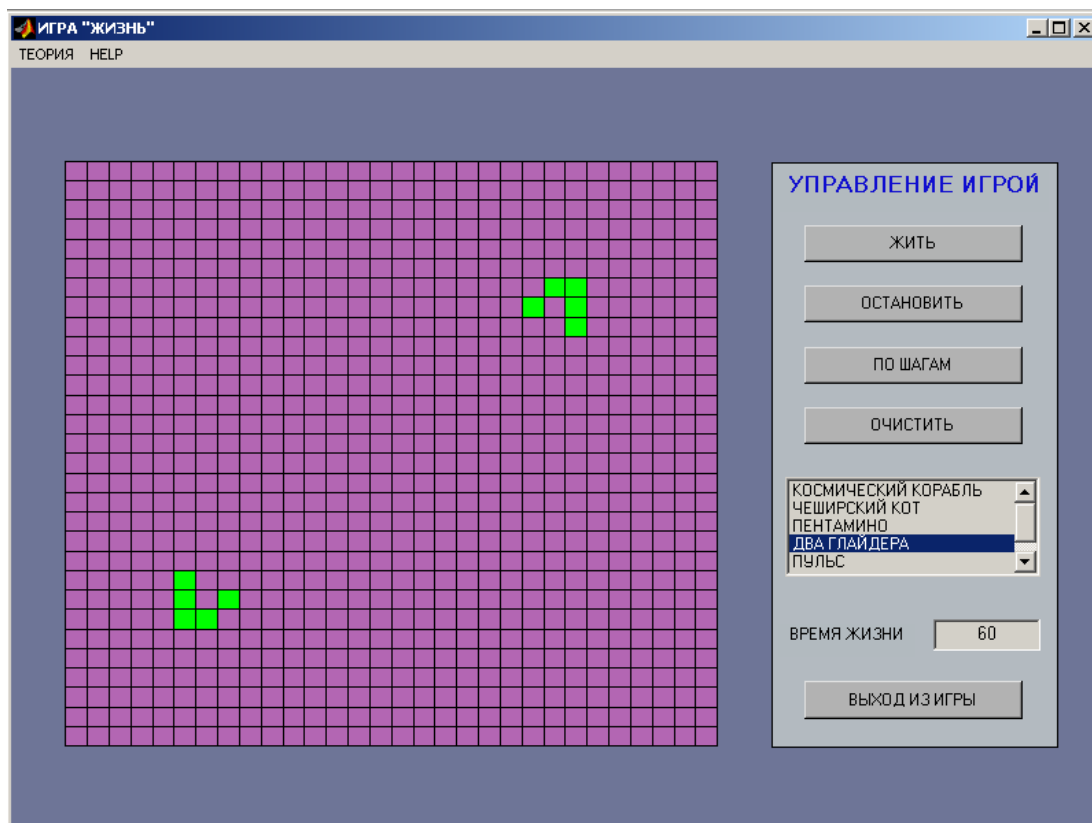 ИГРА "ЖИЗНЬ"
ТЕОРИЯ HELP
УПРАВЛЕНИЕ ИГРОЙ
ЖИТЬ
ОСТАНОВИТЬ
ПО ШАГАМ
ОЧИСТИТЬ
КОСМИЧЕСКИЙ КОРАБЛЬ
ЧЕШИРСКИЙ КОТ
ПЕНТАМИНО
ДВА ГЛАЙДЕРА
ПУЛЬС
ВРЕМЯ ЖИЗНИ 60
ВЫХОД ИЗ ИГРЫ